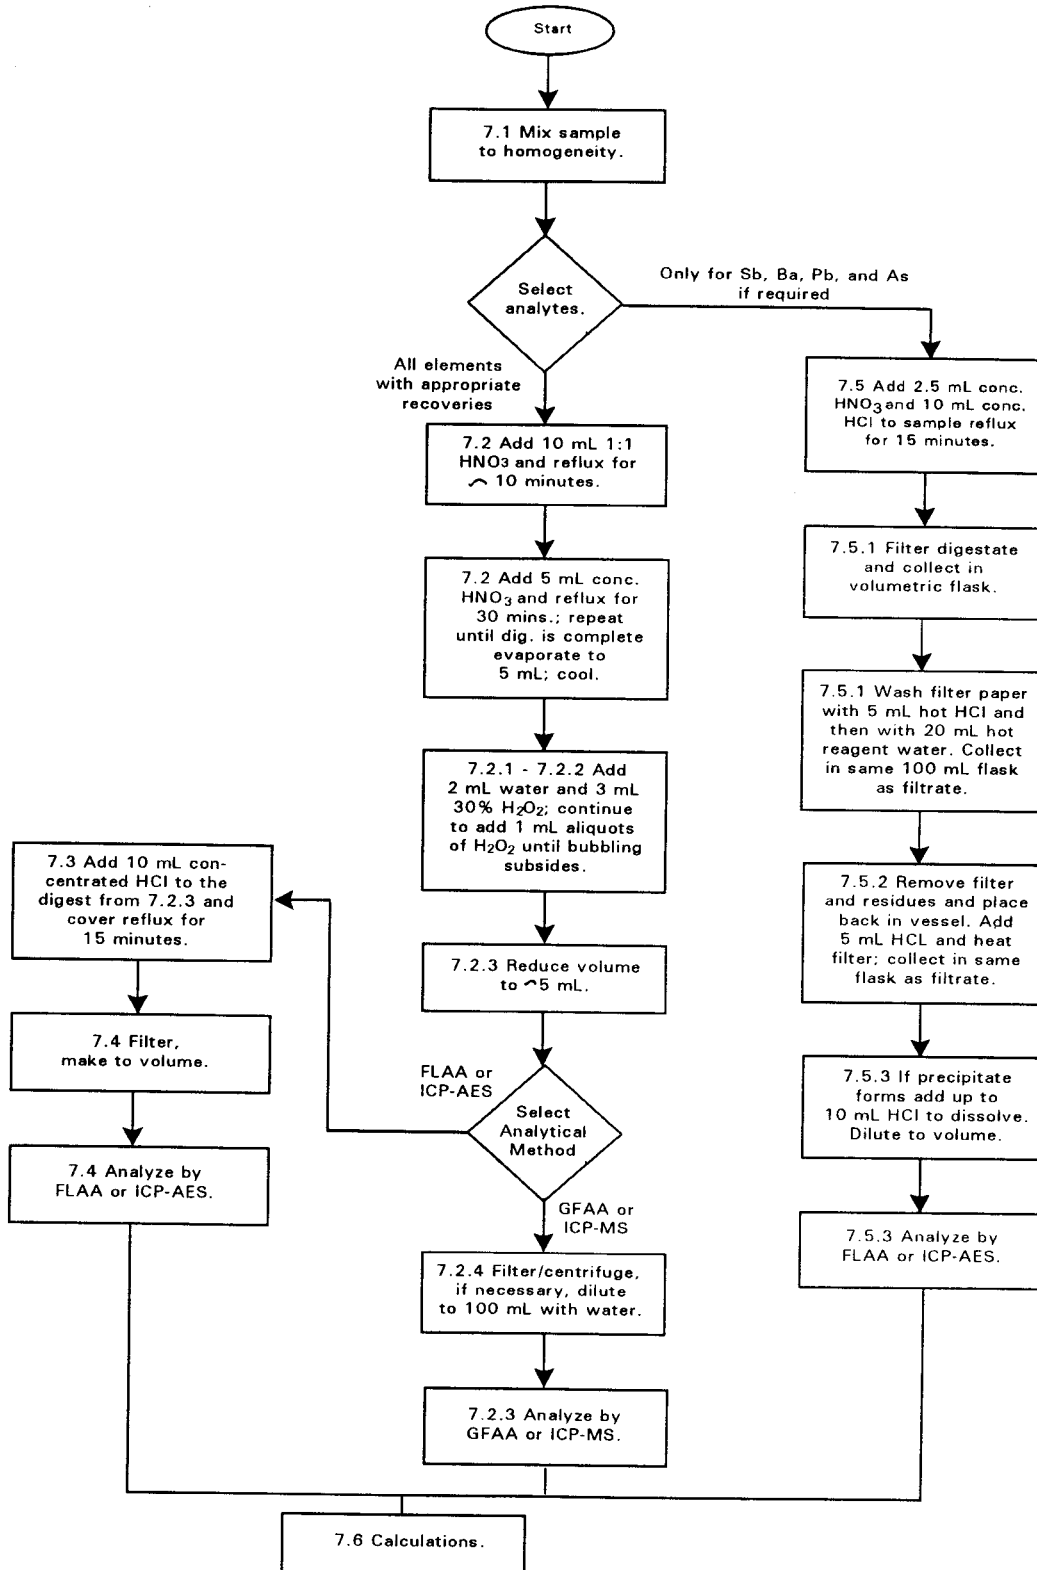 Start
7.1 Mix sample
to homogeneity.
Select
analytes.
Only for Sb, Ba, Pb, and As
if required
All elements
with appropriate
recoveries
7.2 Add 10 mL 1:1
HNO3 and reflux for
~ 10 minutes.
7.2 Add 5 mL conc.
HNO₃ and reflux for
30 mins.; repeat
until dig. is complete
evaporate to
5 mL; cool.
7.2.1 - 7.2.2 Add
2 mL water and 3 mL
30% H₂O₂; continue
to add 1 mL aliquots
of H₂O₂ until bubbling
subsides.
7.2.3 Reduce volume
to ~5 mL.
Select
Analytical
Method
FLAA or
ICP-AES
7.3 Add 10 mL con-
centrated HCl to the
digest from 7.2.3 and
cover reflux for
15 minutes.
7.4 Filter,
make to volume.
7.4 Analyze by
FLAA or ICP-AES.
GFAA or
ICP-MS
7.2.4 Filter/centrifuge,
if necessary, dilute
to 100 mL with water.
7.2.3 Analyze by
GFAA or ICP-MS.
7.5 Add 2.5 mL conc.
HNO₃ and 10 mL conc.
HCl to sample reflux
for 15 minutes.
7.5.1 Filter digestate
and collect in
volumetric flask.
7.5.1 Wash filter paper
with 5 mL hot HCl and
then with 20 mL hot
reagent water. Collect
in same 100 mL flask
as filtrate.
7.5.2 Remove filter
and residues and place
back in vessel. Add
5 mL HCL and heat
filter; collect in same
flask as filtrate.
7.5.3 If precipitate
forms add up to
10 mL HCl to dissolve.
Dilute to volume.
7.5.3 Analyze by
FLAA or ICP-AES.
7.6 Calculations.